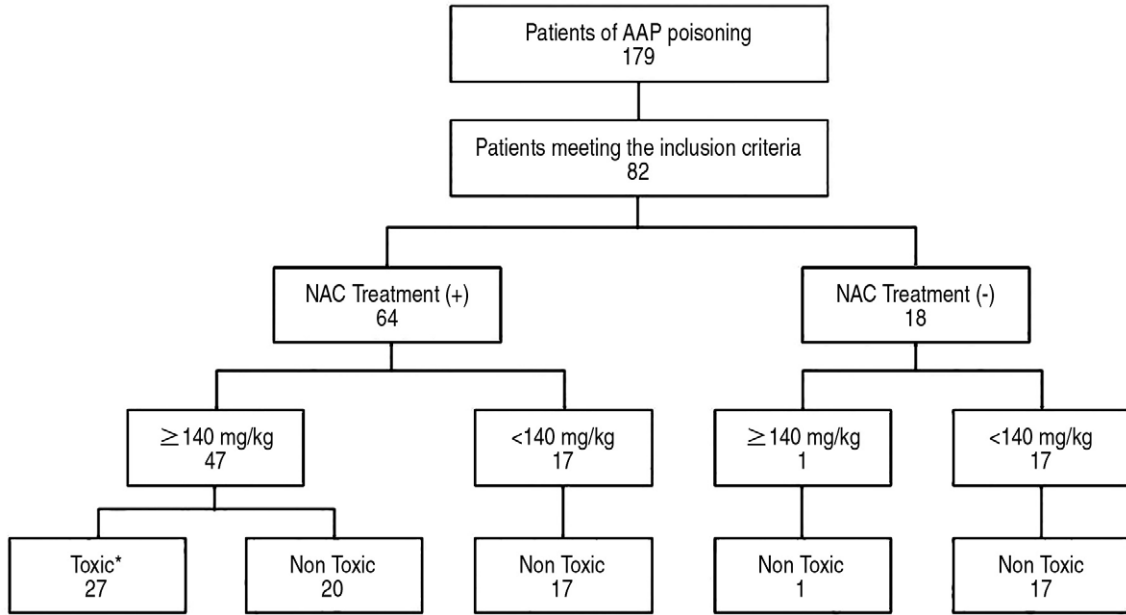 Patients of AAP poisoning
179
Patients meeting the inclusion criteria
82
NAC Treatment (+)
64
NAC Treatment (-)
18
≥140 mg/kg
47
<140 mg/kg
17
≥140 mg/kg
1
<140 mg/kg
17
Toxic*
27
Non Toxic
20
Non Toxic
17
Non Toxic
1
Non Toxic
17